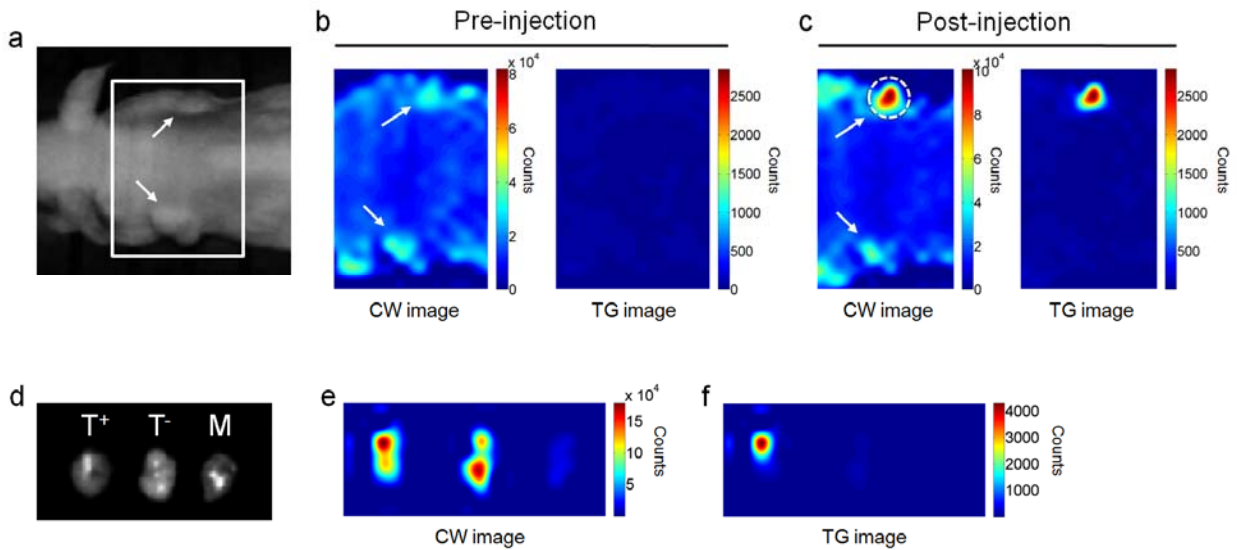 a
b
Pre-injection
c
Post-injection
x 10^4
8
6
4
2
0
Counts
CW image
2500
2000
1500
1000
500
0
Counts
TG image
x 10^4
10
8
6
4
2
0
Counts
CW image
2500
2000
1500
1000
500
Counts
TG image
d
T+
T-
M
e
x 10^4
15
10
5
0
Counts
CW image
f
4000
3000
2000
1000
Counts
TG image